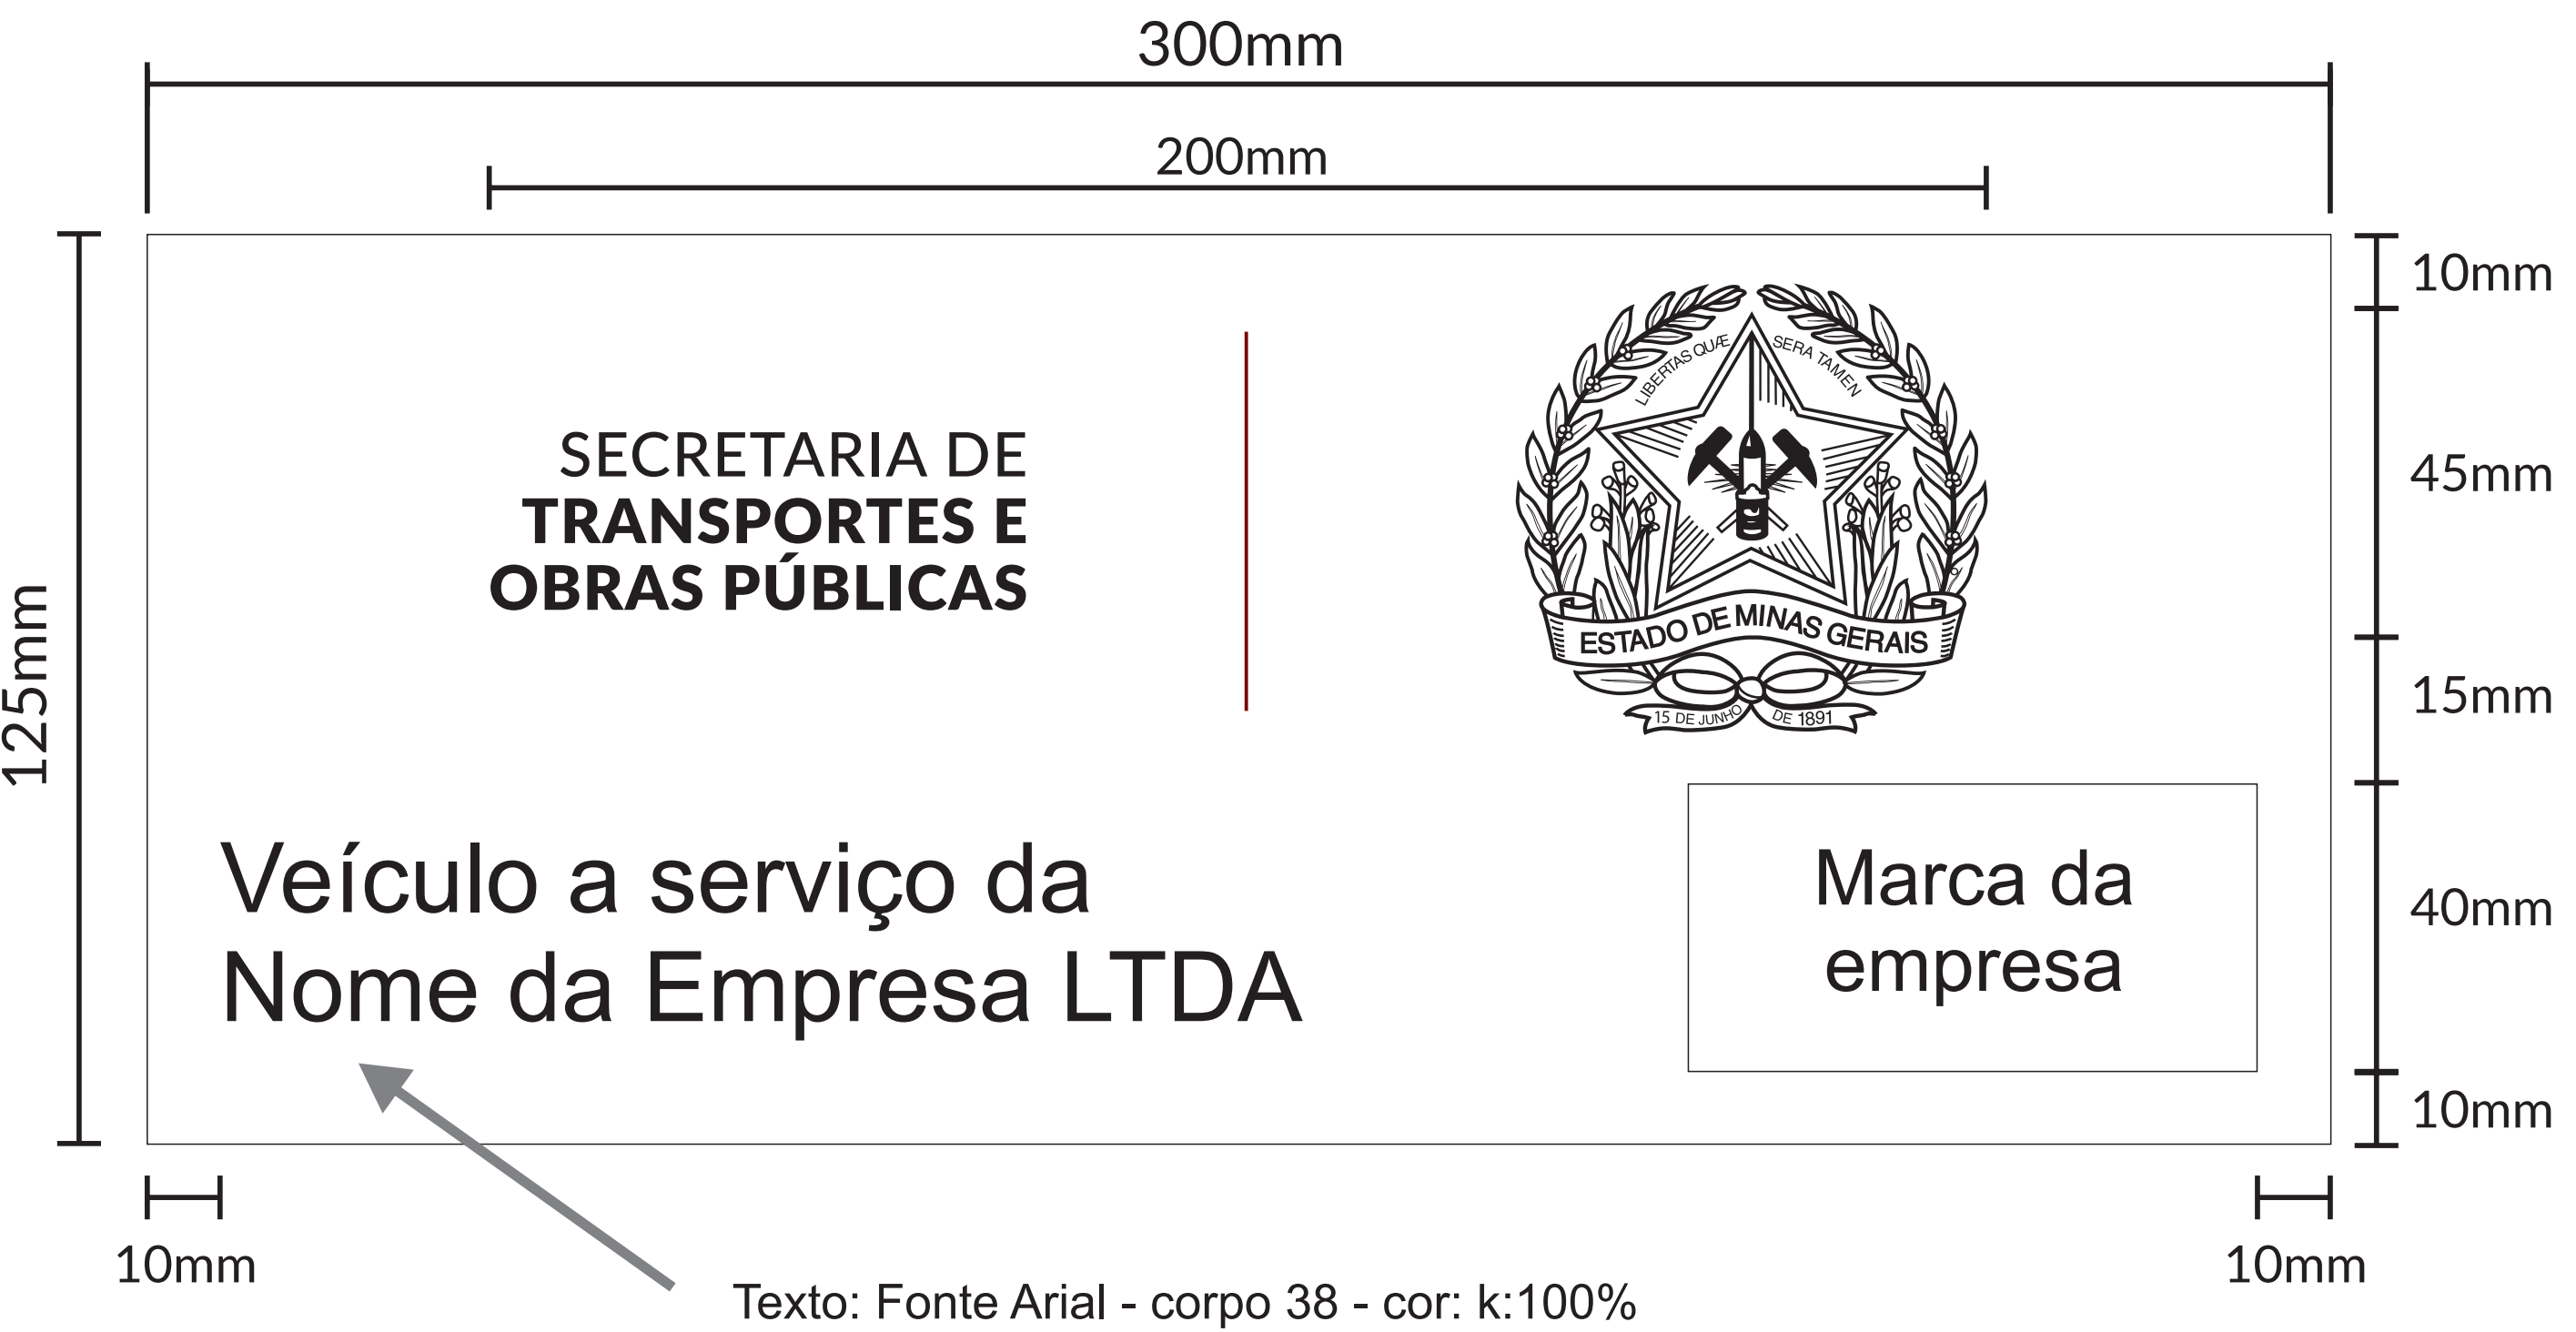 300mm
200mm
10mm
LIBERTAS QUÆ SERA TAMEN
SECRETARIA DE
TRANSPORTES E
OBRAS PÚBLICAS
45mm
ESTADO DE MINAS GERAIS
15 DE JUNHO DE 1891
15mm
125mm
Veículo a serviço da
Nome da Empresa LTDA
Marca da
empresa
40mm
10mm
10mm
10mm
Texto: Fonte Arial - corpo 38 - cor: k:100%